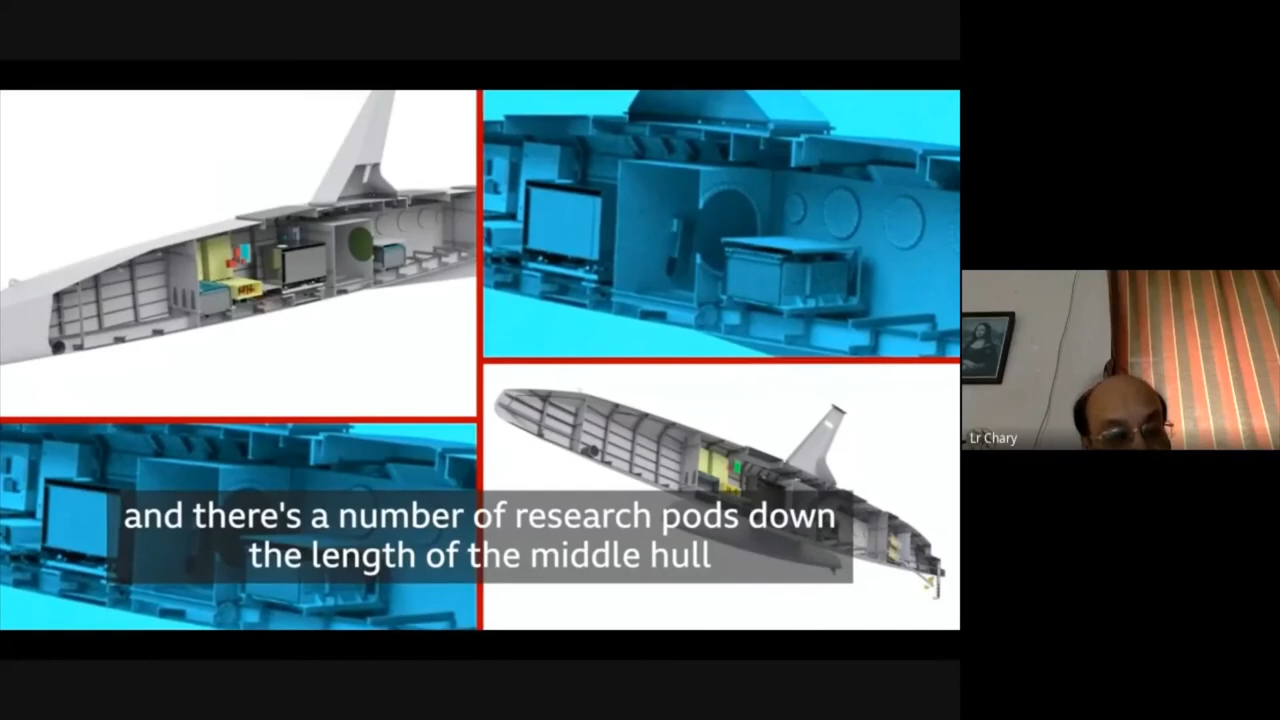 and there's a number of research pods down
the length of the middle hull
Lr Chary